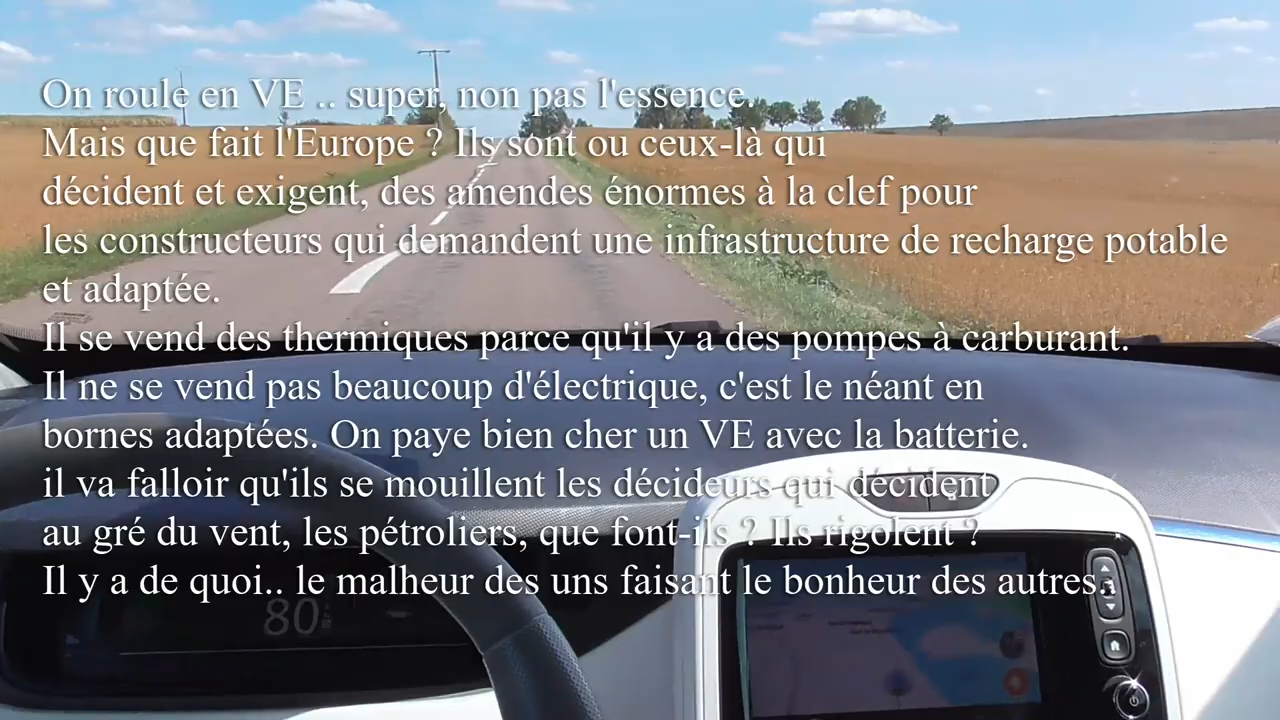 On roule en VE .. super, non pas l'essence.
Mais que fait l'Europe ? Ils sont ou ceux-là qui
décident et exigent, des amendes énormes à la clef pour
les constructeurs qui demandent une infrastructure de recharge potable
et adaptée.
Il se vend des thermiques parce qu'il y a des pompes à carburant.
Il ne se vend pas beaucoup d'électrique, c'est le néant en
bornes adaptées. On paye bien cher un VE avec la batterie.
il va falloir qu'ils se mouillent les décideurs qui décident
au gré du vent, les pétroliers, que font-ils ? Ils rigolent ?
Il y a de quoi.. le malheur des uns faisant le bonheur des autres..
80